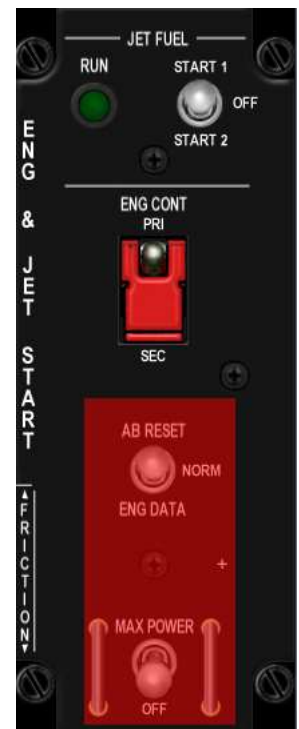 JET FUEL
RUN
START 1
OFF
START 2
ENG & JET START
ENG CONT
PRI
SEC
AB RESET
NORM
ENG DATA
FRICTION
MAX POWER
OFF